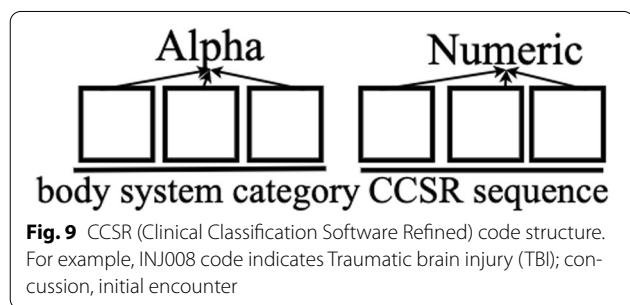 Alpha Numeric
body system category CCSR sequence
Fig. 9 CCSR (Clinical Classification Software Refined) code structure.
For example, INJ008 code indicates Traumatic brain injury (TBI); con-
cussion, initial encounter